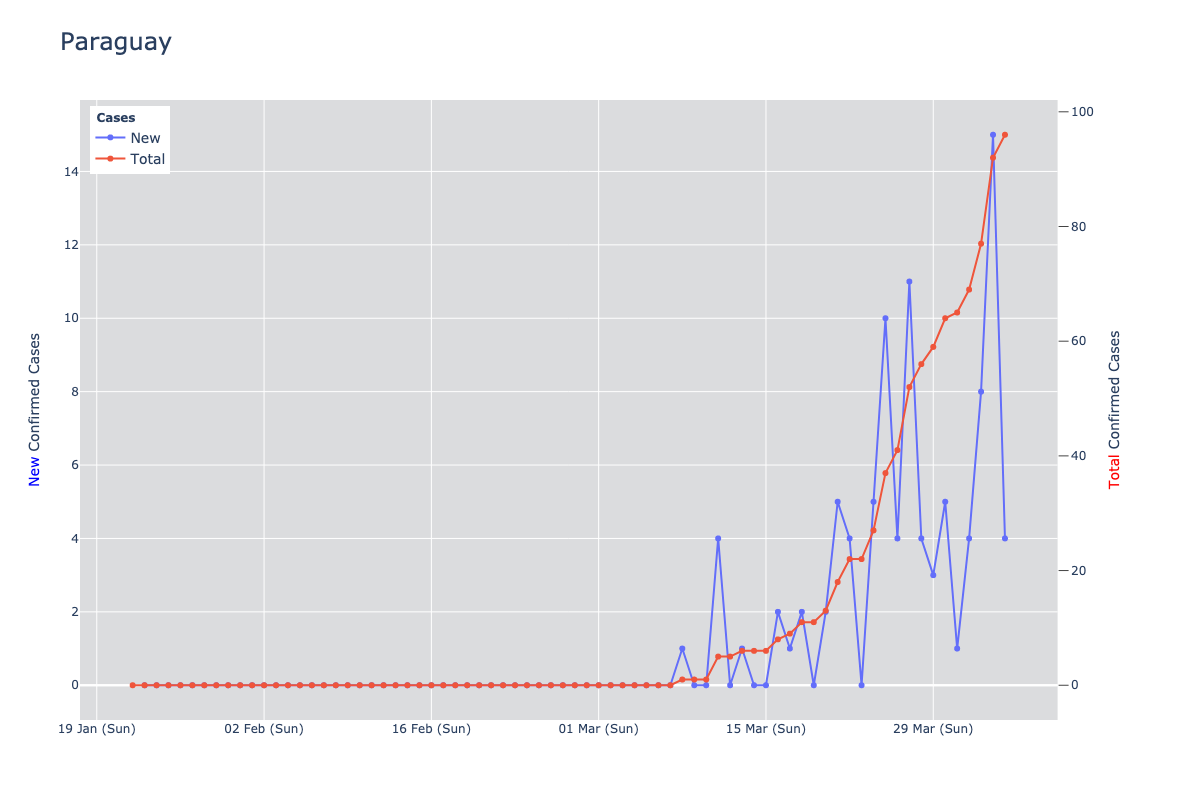 Paraguay
Cases
New
Total
14
12
10
8
6
4
2
0
100
80
60
40
20
0
New Confirmed Cases
Total Confirmed Cases
19 Jan (Sun)
02 Feb (Sun)
16 Feb (Sun)
01 Mar (Sun)
15 Mar (Sun)
29 Mar (Sun)